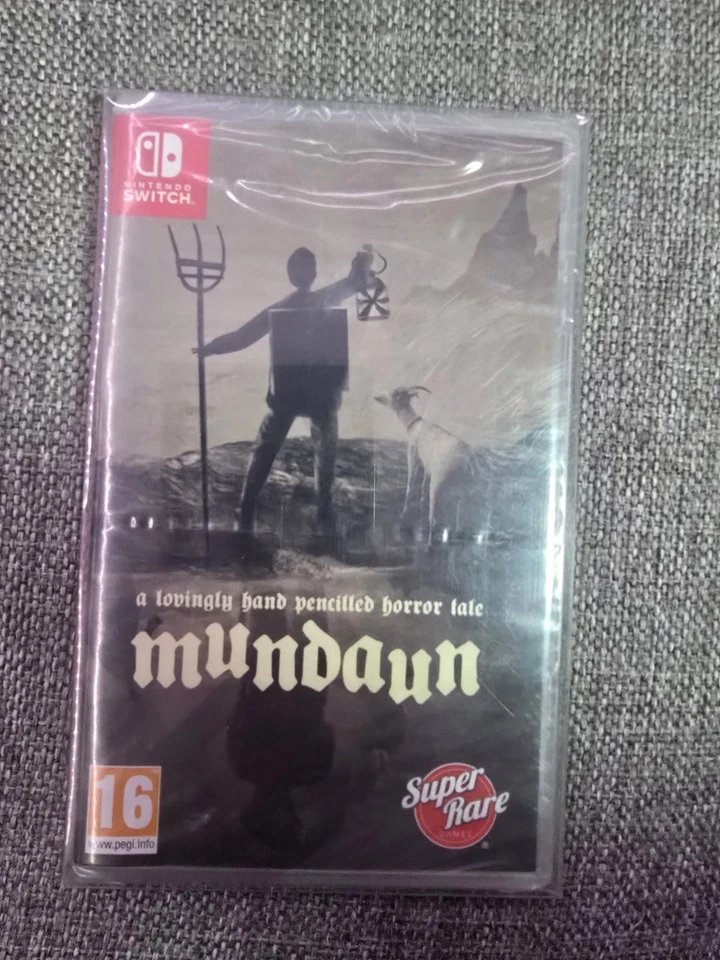 NINTENDO
SWITCH
a lovingly hand pencilled horror tale
mundaun
16
www.pegi.info
Super
Rare
GAMES